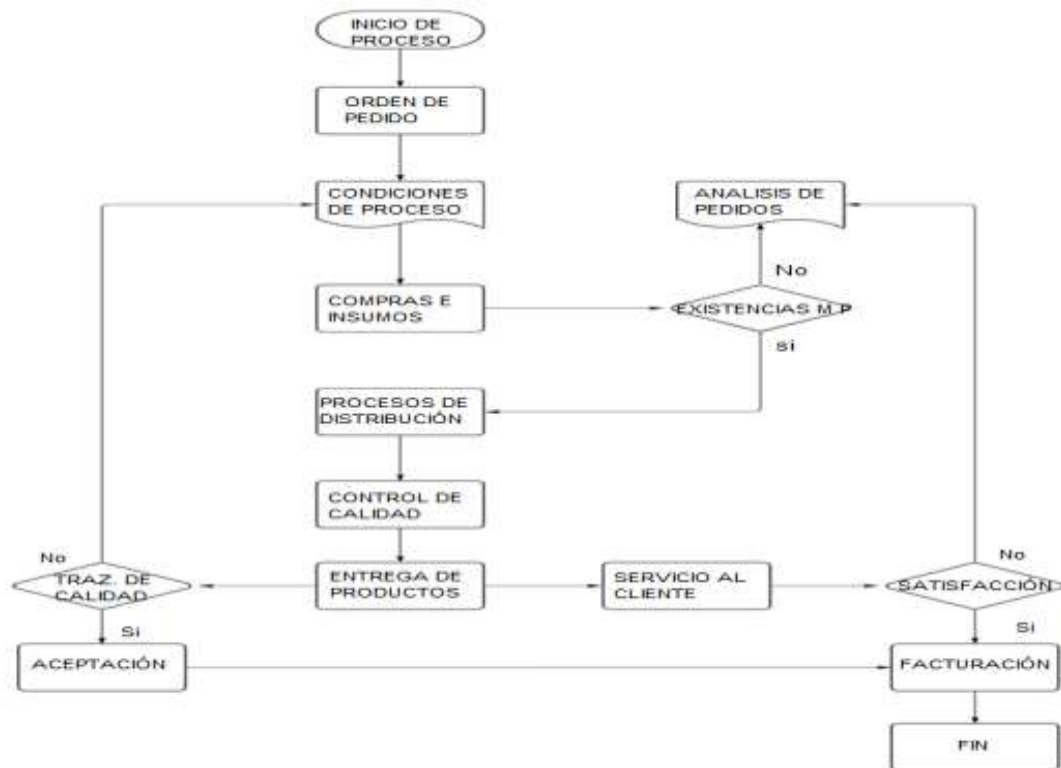 INICIO DE
PROCESO
ORDEN DE
PEDIDO
CONDICIONES
DE PROCESO
ANALISIS DE
PEDIDOS
No
COMPRAS E
INSUMOS
EXISTENCIAS M P
si
PROCESOS DE
DISTRIBUCIÓN
CONTROL DE
CALIDAD
No
TRAZ. DE
CALIDAD
ENTREGA DE
PRODUCTOS
SERVICIO AL
CLIENTE
No
SATISFACCIÓN
Si
Si
ACEPTACIÓN
FACTURACIÓN
FIN